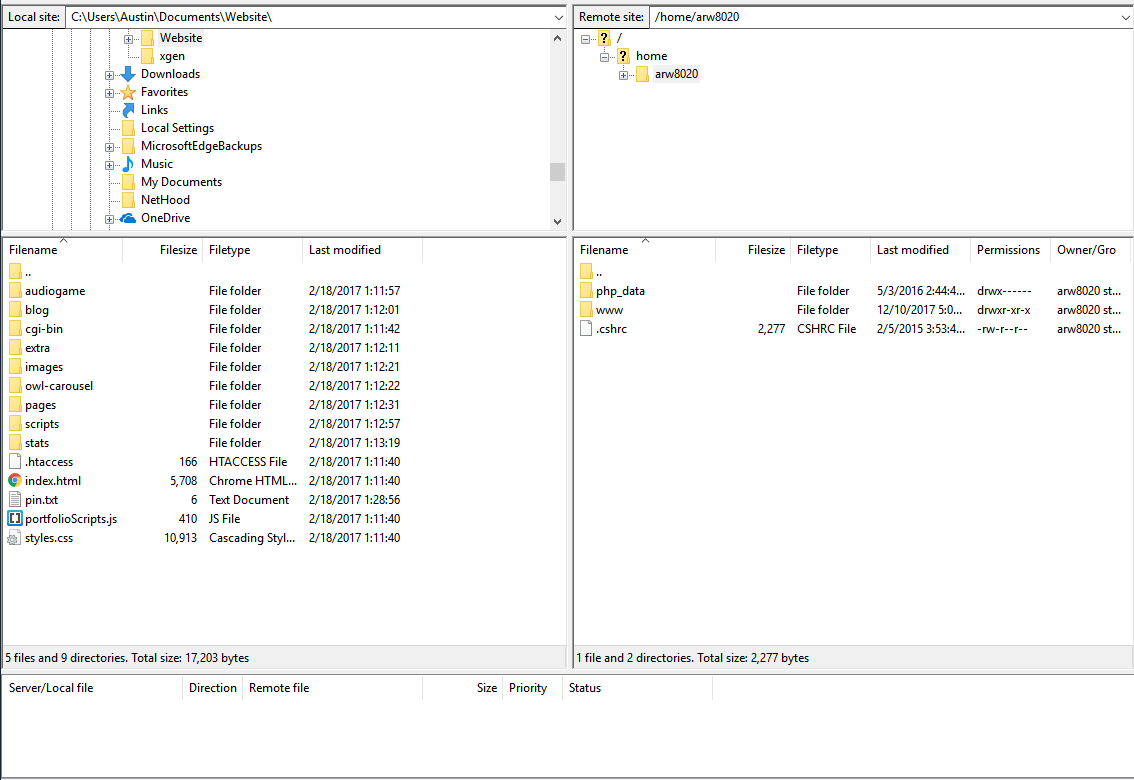 Local site: C:\Users\Austin\Documents\Website\
Website
xgen
Downloads
Favorites
Links
Local Settings
MicrosoftEdgeBackups
Music
My Documents
NetHood
OneDrive
Remote site: /home/arw8020
/
home
arw8020
Filename Filesize Filetype Last modified
..
audiogame File folder 2/18/2017 1:11:57
blog File folder 2/18/2017 1:12:01
cgi-bin File folder 2/18/2017 1:11:42
extra File folder 2/18/2017 1:12:11
images File folder 2/18/2017 1:12:21
owl-carousel File folder 2/18/2017 1:12:22
pages File folder 2/18/2017 1:12:31
scripts File folder 2/18/2017 1:12:57
stats File folder 2/18/2017 1:13:19
.htaccess 166 HTACCESS File 2/18/2017 1:11:40
index.html 5,708 Chrome HTML... 2/18/2017 1:11:40
pin.txt 6 Text Document 2/18/2017 1:28:56
portfolioScripts.js 410 JS File 2/18/2017 1:11:40
styles.css 10,913 Cascading Styl... 2/18/2017 1:11:40
5 files and 9 directories. Total size: 17,203 bytes
Filename Filesize Filetype Last modified Permissions Owner/Gro
..
php_data File folder 5/3/2016 2:44:4... drwx------ arw8020 st...
www File folder 12/10/2017 5:0... drwxr-xr-x arw8020 st...
.cshrc 2,277 CSHRC File 2/5/2015 3:53:4... -rw-r--r-- arw8020 st...
1 file and 2 directories. Total size: 2,277 bytes
Server/Local file Direction Remote file Size Priority Status